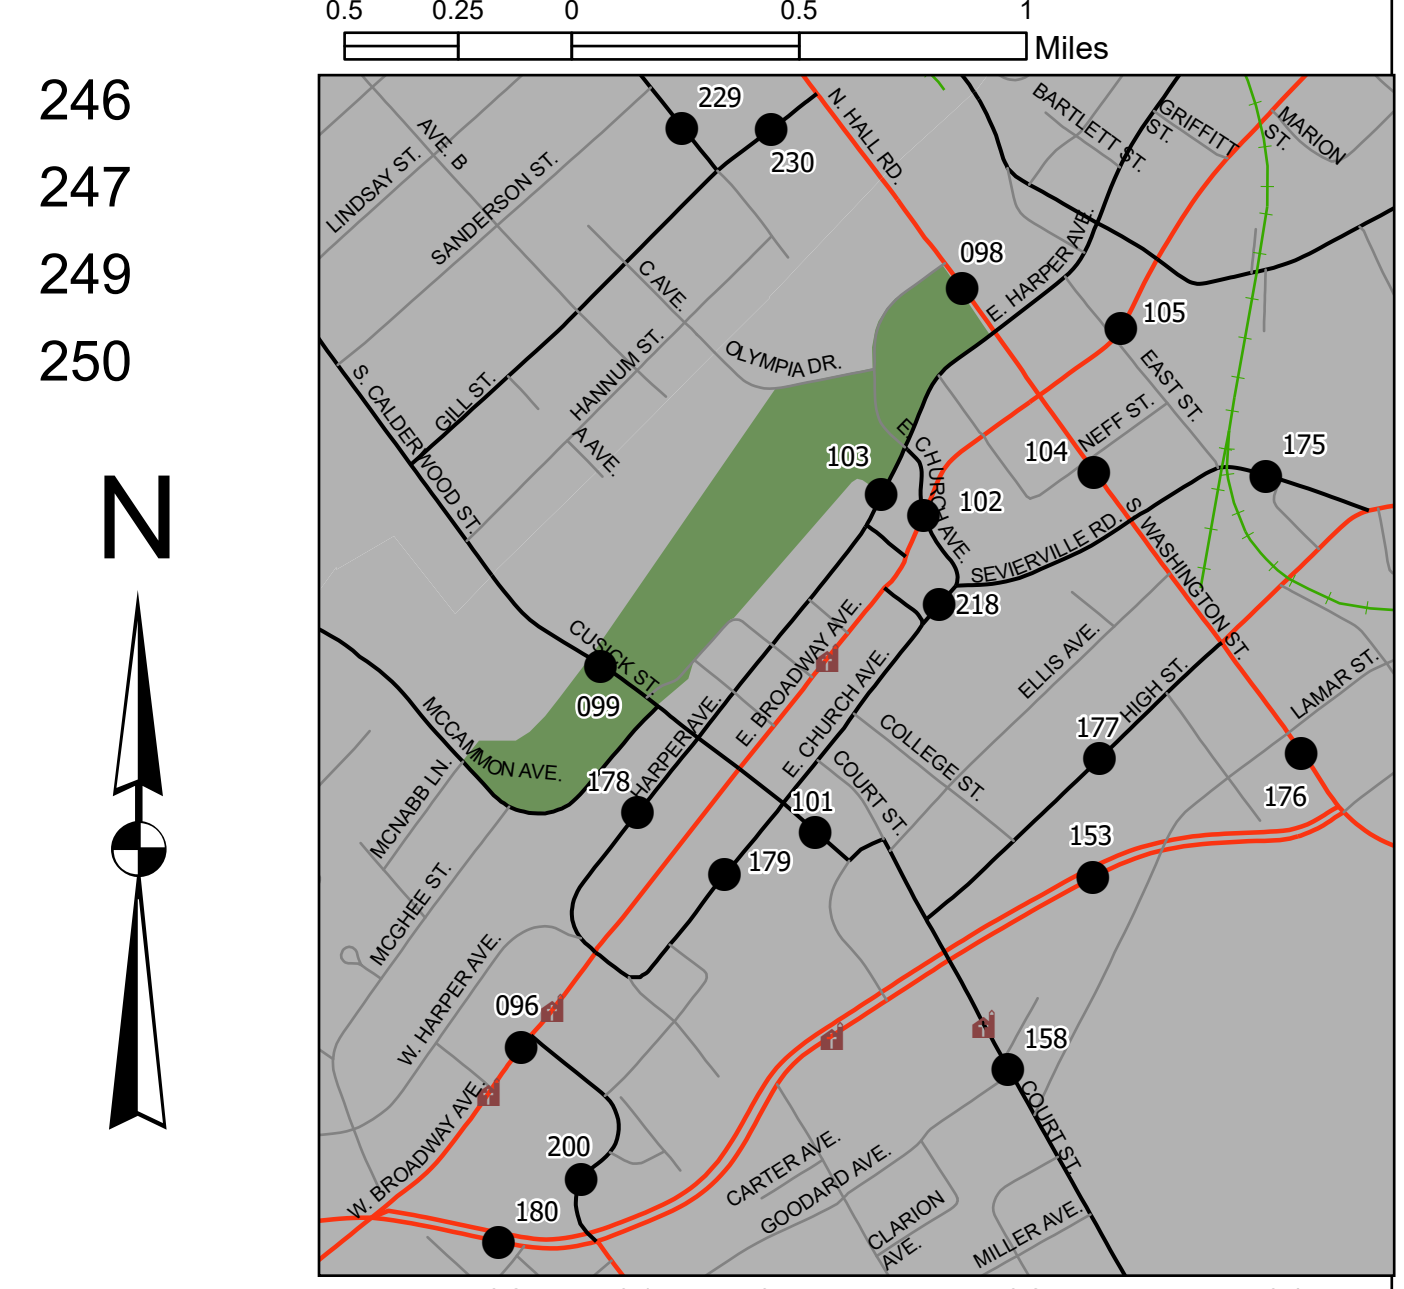 0.5 0.25 0 0.5 1
Miles
246
247
249
250
N
229
230
N. HALL RD.
BARTLETT ST.
GRIFFITT
ST.
MARION
ST.
AVE. B
LINDSAY ST.
SANDERSON ST.
098
E. HARPER AVE.
105
C AVE.
OLYMPIA DR.
HANNUM ST.
GILL ST.
A AVE.
S. CALDERWOOD ST.
EAST ST.
NEFF ST.
104
175
103
E. CHURCH AVE.
102
SEVIERVILLE RD.
S. WASHINGTON ST.
218
CUSICK ST.
099
E. BROADWAY AVE.
E. CHURCH AVE.
ELLIS AVE.
HIGH ST.
LAMAR ST.
MCCAMMON AVE.
HARPER AVE.
178
COLLEGE ST.
COURT ST.
177
176
101
153
179
MCNABB LN.
MCGHEE ST.
W. HARPER AVE.
096
158
COURT ST.
W. BROADWAY AVE.
200
180
CARTER AVE.
GOODARD AVE.
CLARION
AVE.
MILLER AVE.